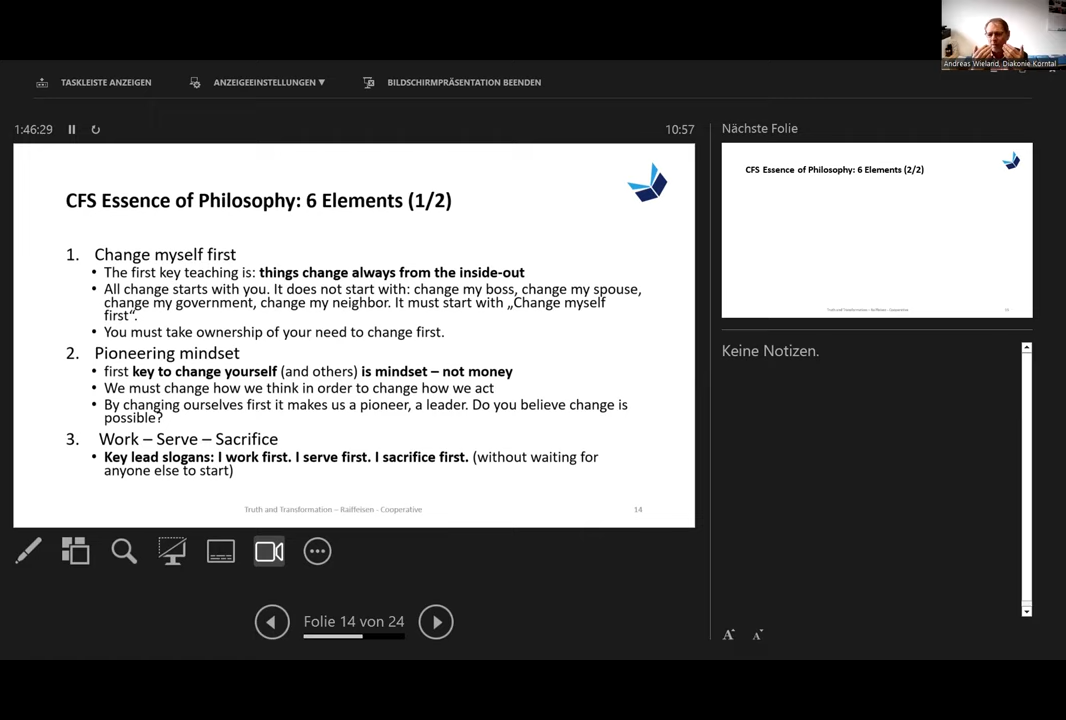 Andreas Wieland, Diakonie Korntal
TASKLEISTE ANZEIGEN
ANZEIGEEINSTELLUNGEN ▼
BILDSCHIRMPRÄSENTATION BEENDEN
1:46:29
10:57
CFS Essence of Philosophy: 6 Elements (1/2)
1. Change myself first
• The first key teaching is: things change always from the inside-out
• All change starts with you. It does not start with: change my boss, change my spouse,
change my government, change my neighbor. It must start with „Change myself
first“.
• You must take ownership of your need to change first.
2. Pioneering mindset
• first key to change yourself (and others) is mindset – not money
• We must change how we think in order to change how we act
• By changing ourselves first it makes us a pioneer, a leader. Do you believe change is
possible?
3. Work – Serve – Sacrifice
• Key lead slogans: I work first. I serve first. I sacrifice first. (without waiting for
anyone else to start)
Truth and Transformation – Railfeisen - Cooperative
14
Folie 14 von 24
Nächste Folie
CFS Essence of Philosophy: 6 Elements (2/2)
Truth and Transformation – Railfeisen - Cooperative
Keine Notizen.
A A